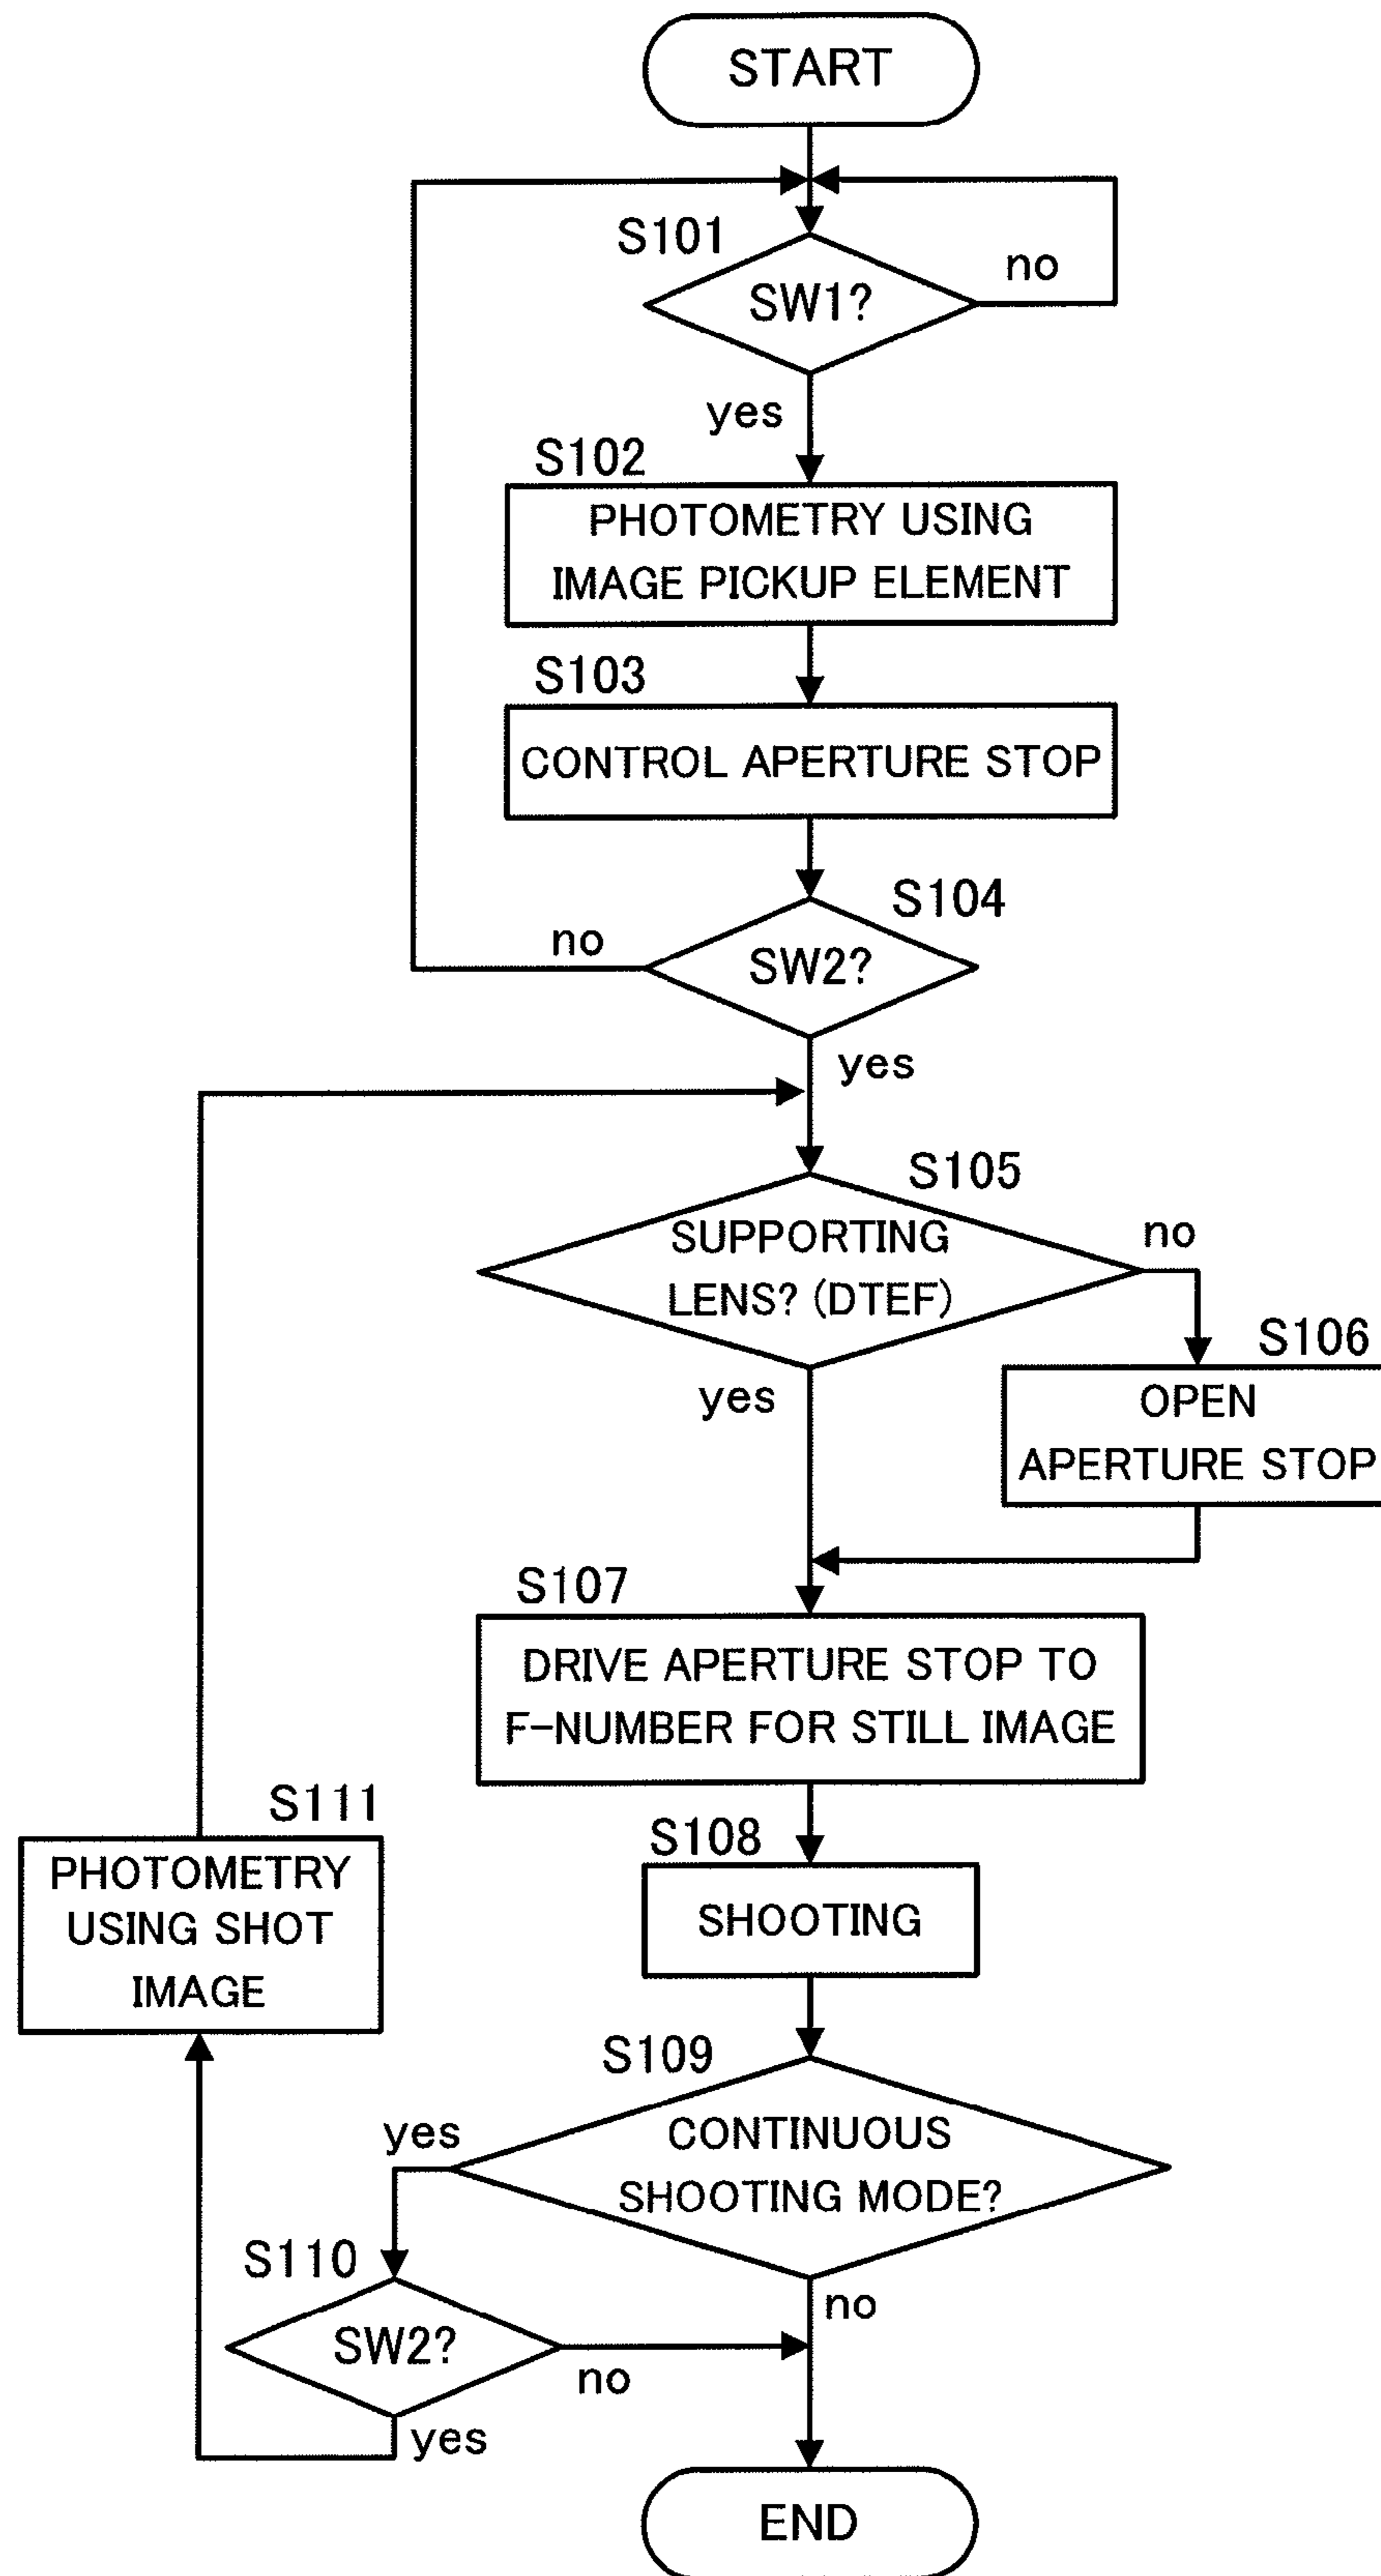 START
S101
SW1?
no
yes
S102
PHOTOMETRY USING
IMAGE PICKUP ELEMENT
S103
CONTROL APERTURE STOP
S104
no
SW2?
yes
S105
SUPPORTING
LENS? (DTEF)
no
yes
S106
OPEN
APERTURE STOP
S107
DRIVE APERTURE STOP TO
F-NUMBER FOR STILL IMAGE
S111
PHOTOMETRY
USING SHOT
IMAGE
S108
SHOOTING
S109
yes
CONTINUOUS
SHOOTING MODE?
no
S110
SW2?
no
yes
END